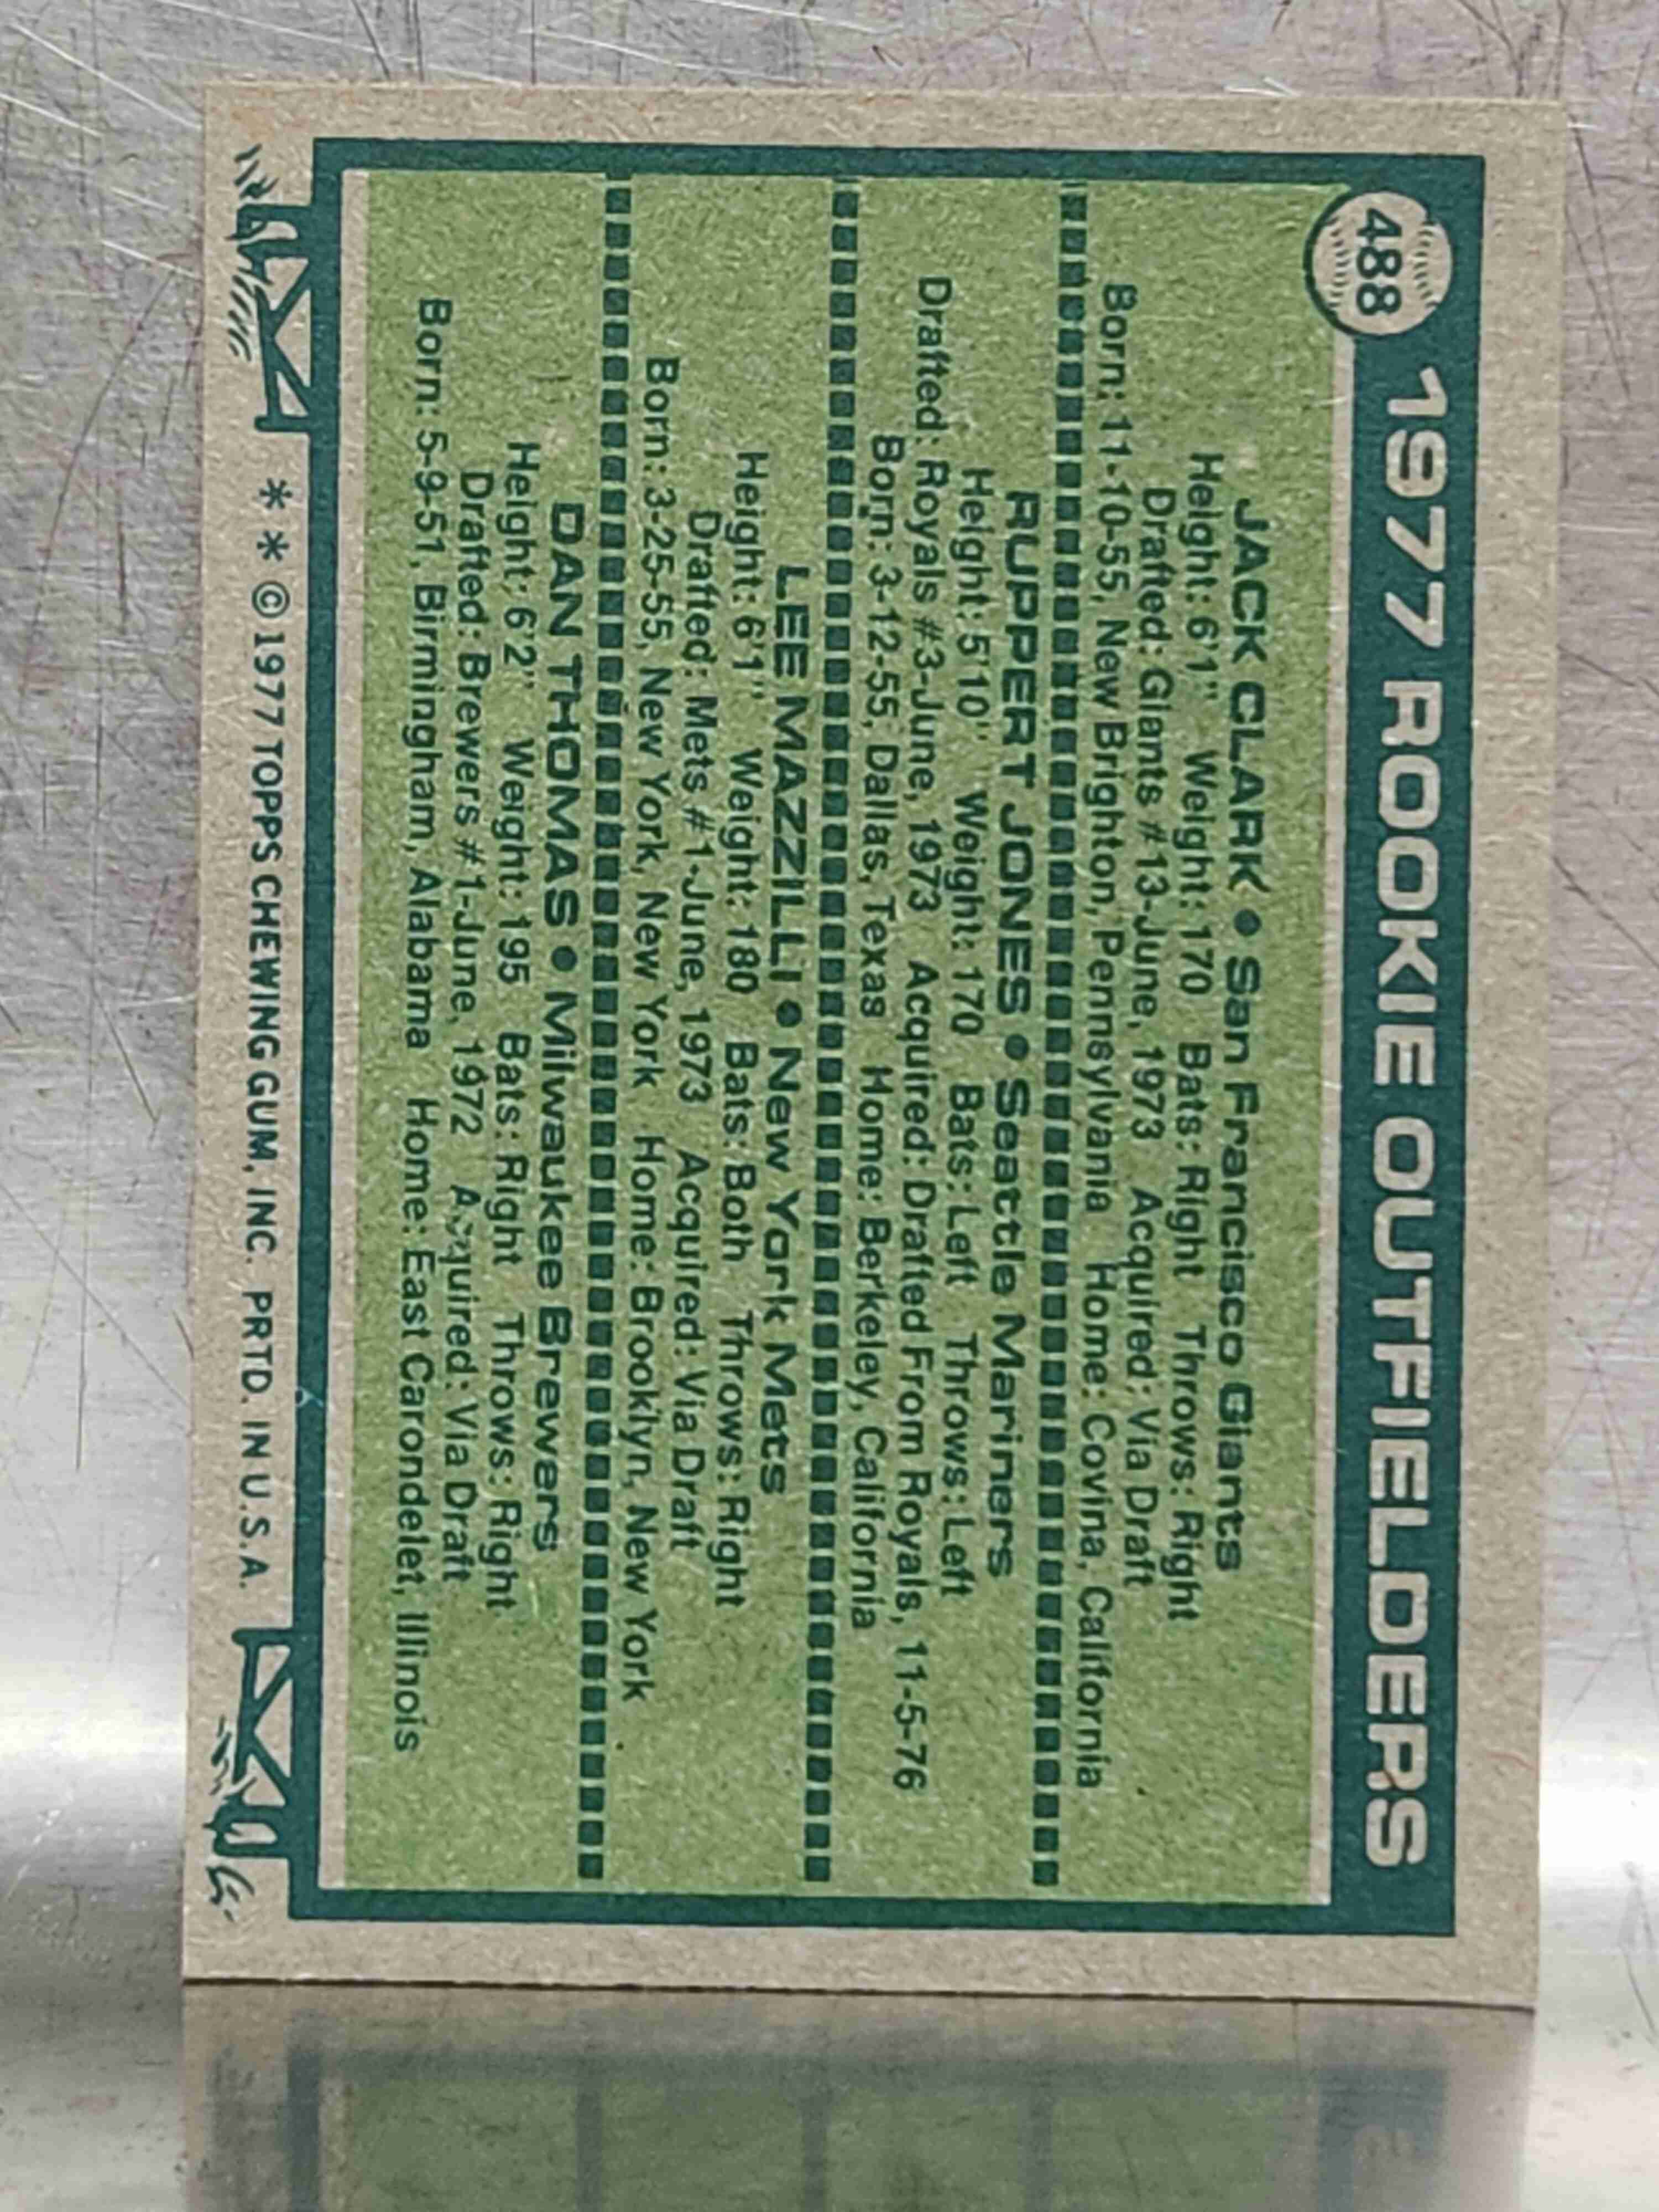 488
1977 ROOKIE OUTFIELDERS
JACK CLARK • San Francisco Giants
Height: 6'1" Weight: 170 Bats: Right Throws: Right
Drafted: Giants #13-June, 1973 Acquired: Via Draft
Born: 11-10-55, New Brighton, Pennsylvania Home: Covina, California
RUPPERT JONES • Seattle Mariners
Height: 5'10" Weight: 170 Bats: Left Throws: Left
Drafted: Royals #3-June, 1973 Acquired: Drafted From Royals, 11-5-76
Born: 3-12-55, Dallas, Texas Home: Berkeley, California
LEE MAZZILLI • New York Mets
Height: 6'1" Weight: 180 Bats: Both Throws: Right
Drafted: Mets #1-June, 1973 Acquired: Via Draft
Born: 3-25-55, New York, New York Home: Brooklyn, New York
DAN THOMAS • Milwaukee Brewers
Height: 6'2" Weight: 195 Bats: Right Throws: Right
Drafted: Brewers #1-June, 1972 Acquired: Via Draft
Born: 5-9-51, Birmingham, Alabama Home: East Carondelet, Illinois
** © 1977 TOPPS CHEWING GUM, INC. PRTD. IN U.S.A.